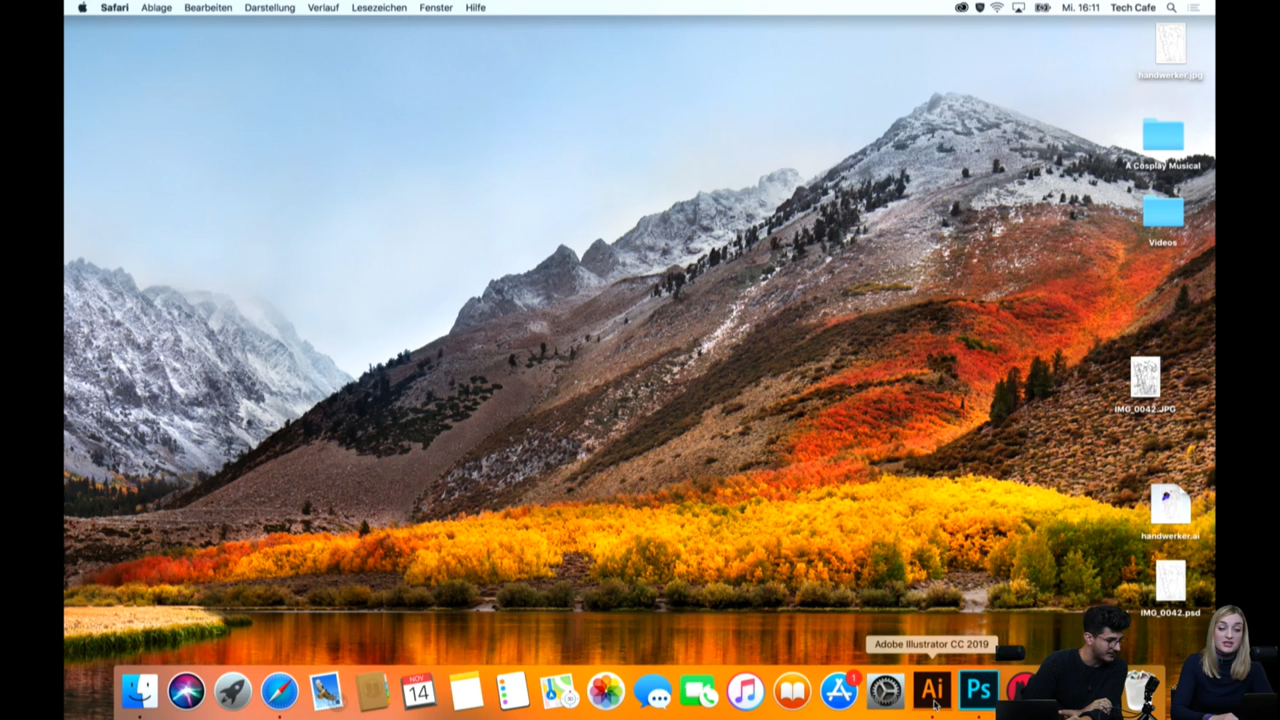 Safari Ablage Bearbeiten Darstellung Verlauf Lesezeichen Fenster Hilfe Mi. 16:11 Tech Cafe
handwerker.jpg
A Cosplay Musical
Videos
IMG_0042.JPG
handwerker.ai
IMG_0042.psd
Adobe Illustrator CC 2019
NOV
14
1
Ai
Ps